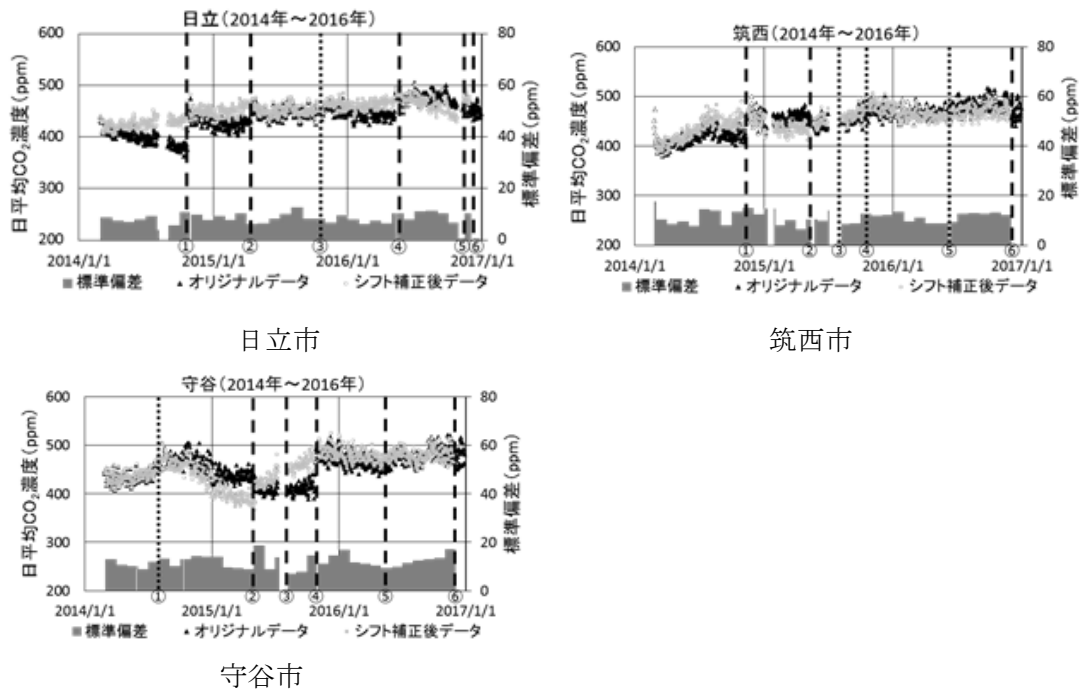 日立(2014年～2016年)
600
500
400
300
200
80
60
40
20
0
日平均CO₂濃度(ppm)
標準偏差(ppm)
① ② ③ ④ ⑤ ⑥
2014/1/1 2015/1/1 2016/1/1 2017/1/1
■標準偏差 ▲オリジナルデータ ○シフト補正後データ
日立市
筑西(2014年～2016年)
600
500
400
300
200
80
60
40
20
0
日平均CO₂濃度(ppm)
標準偏差(ppm)
① ② ③ ④ ⑤ ⑥
2014/1/1 2015/1/1 2016/1/1 2017/1/1
■標準偏差 ▲オリジナルデータ ○シフト補正後データ
筑西市
守谷(2014年～2016年)
600
500
400
300
200
80
60
40
20
0
日平均CO₂濃度(ppm)
標準偏差(ppm)
① ② ③ ④ ⑤ ⑥
2014/1/1 2015/1/1 2016/1/1 2017/1/1
■標準偏差 ▲オリジナルデータ ○シフト補正後データ
守谷市